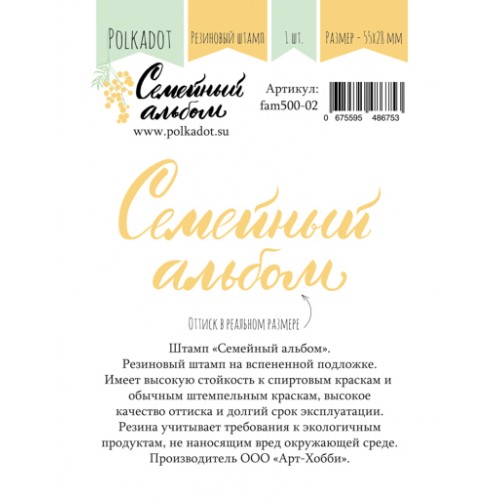 POLKADOT
РЕЗИНОВЫЙ ШТАМП
1 ШТ.
РАЗМЕР - 55Х28 ММ
Семейный
альбом
www.polkadot.su
Артикул:
fam500-02
0 675595 486753
Семейный
альбом
ОТТИСК В РЕАЛЬНОМ РАЗМЕРЕ
Штамп «Семейный альбом».
Резиновый штамп на вспененной подложке.
Имеет высокую стойкость к спиртовым краскам и
обычным штемпельным краскам, высокое
качество оттиска и долгий срок эксплуатации.
Резина учитывает требования к экологичным
продуктам, не наносящим вред окружающей среде.
Производитель ООО «Арт-Хобби».